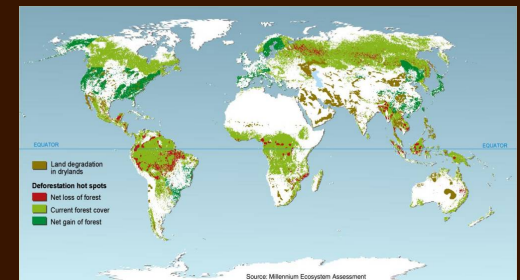 EQUATOR
EQUATOR
Land degradation
in drylands
Deforestation hot spots
Net loss of forest
Current forest cover
Net gain of forest
Source: Millennium Ecosystem Assessment